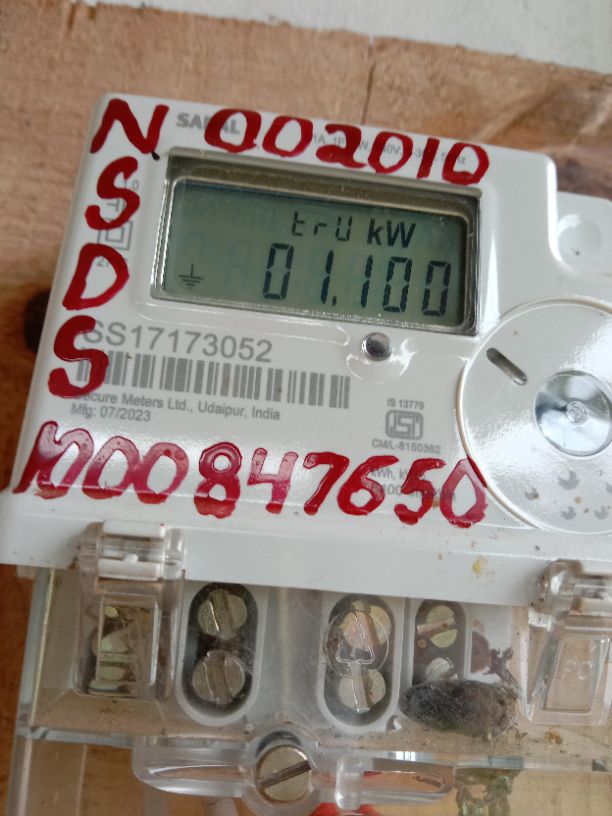 N 002010
S
D
S
trU kW
01.100
SS17173052
Secure Meters Ltd., Udaipur, India
Mfg: 07/2023
IS 13779
ISI
CM/L-8150362
1000847650